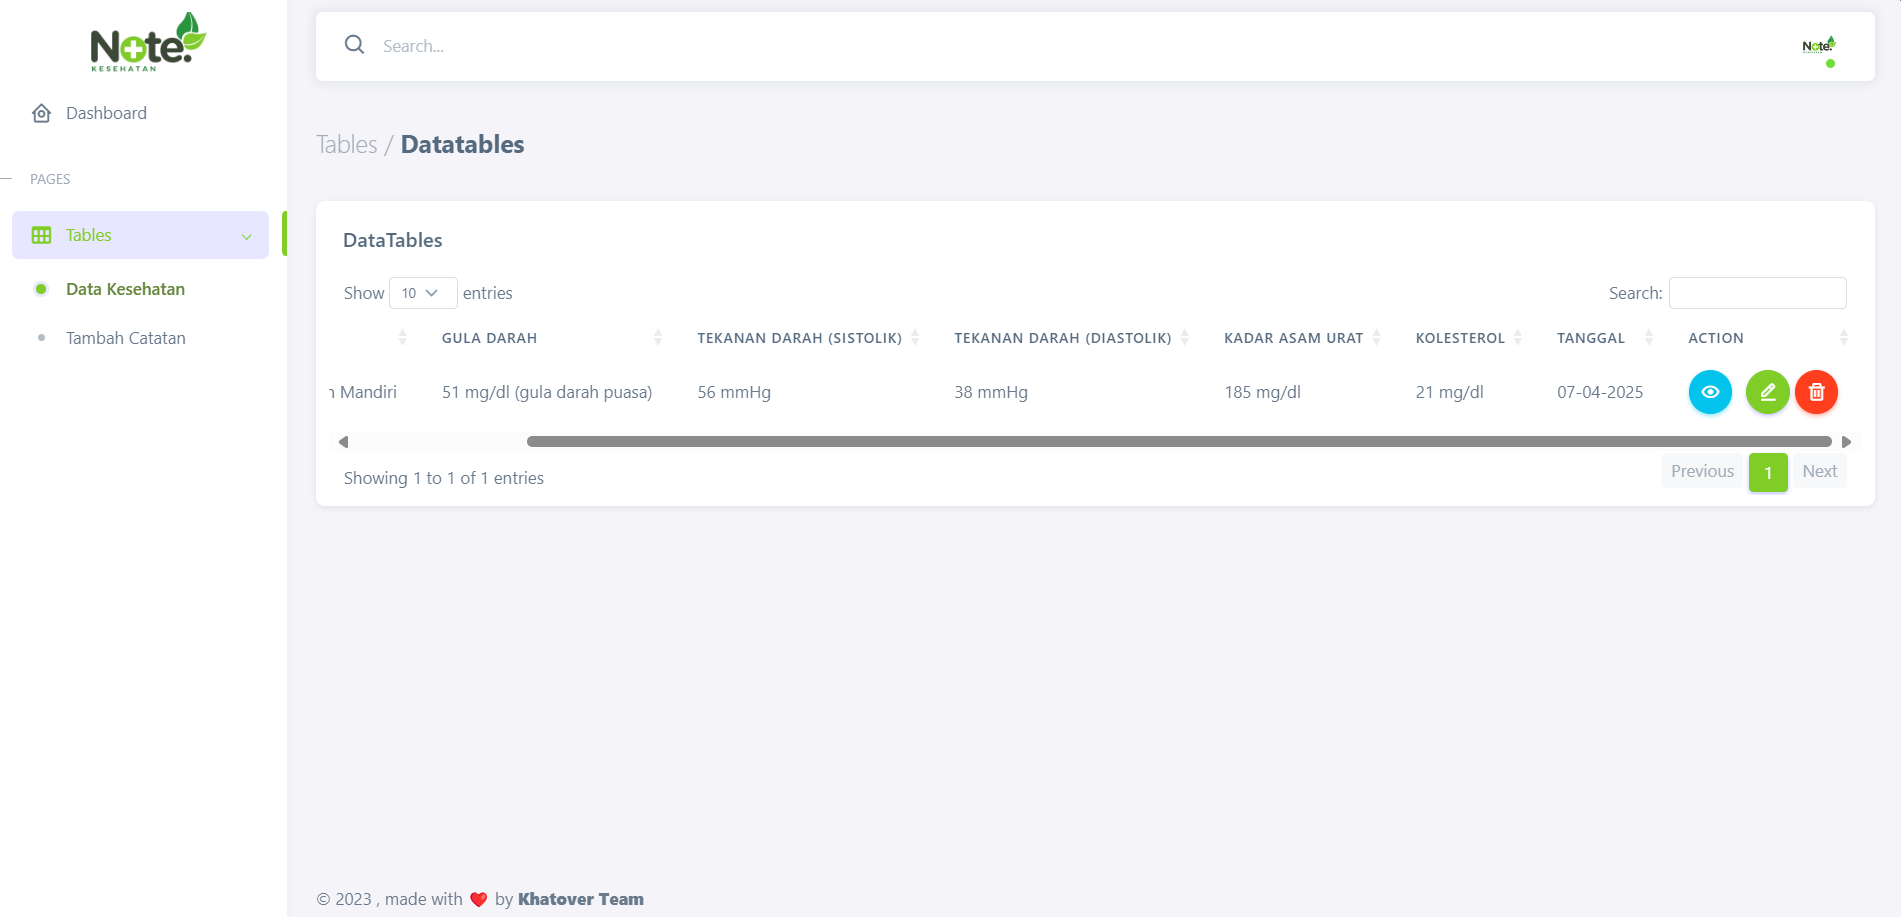 Note.
KESEHATAN
Search...
Note.
Dashboard
PAGES
Tables
Data Kesehatan
Tambah Catatan
Tables / Datatables
DataTables
Show 10 entries
Search:
GULA DARAH TEKANAN DARAH (SISTOLIK) TEKANAN DARAH (DIASTOLIK) KADAR ASAM URAT KOLESTEROL TANGGAL ACTION
Mandiri 51 mg/dl (gula darah puasa) 56 mmHg 38 mmHg 185 mg/dl 21 mg/dl 07-04-2025
Showing 1 to 1 of 1 entries
Previous 1 Next
© 2023 , made with ❤️ by Khatover Team